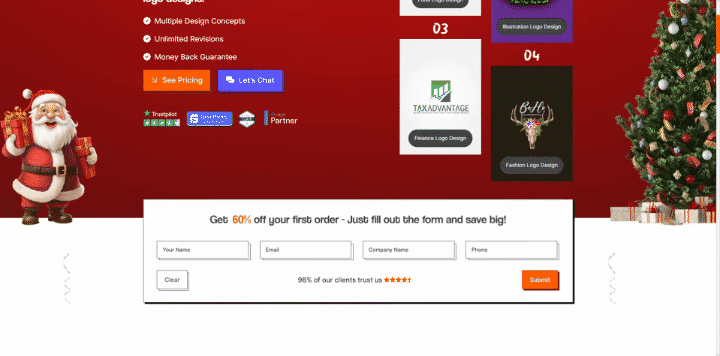 logo designs.
Multiple Design Concepts
Unlimited Revisions
Money Back Guarantee
See Pricing
Let's Chat
Trustpilot
Partner
Food Logo Design
03
TAXADVANTAGE
Finance Logo Design
Illustration Logo Design
04
BoHo
Fashion Logo Design
Get 60% off your first order - Just fill out the form and save big!
Your Name
Email
Company Name
Phone
Clear
96% of our clients trust us
Submit